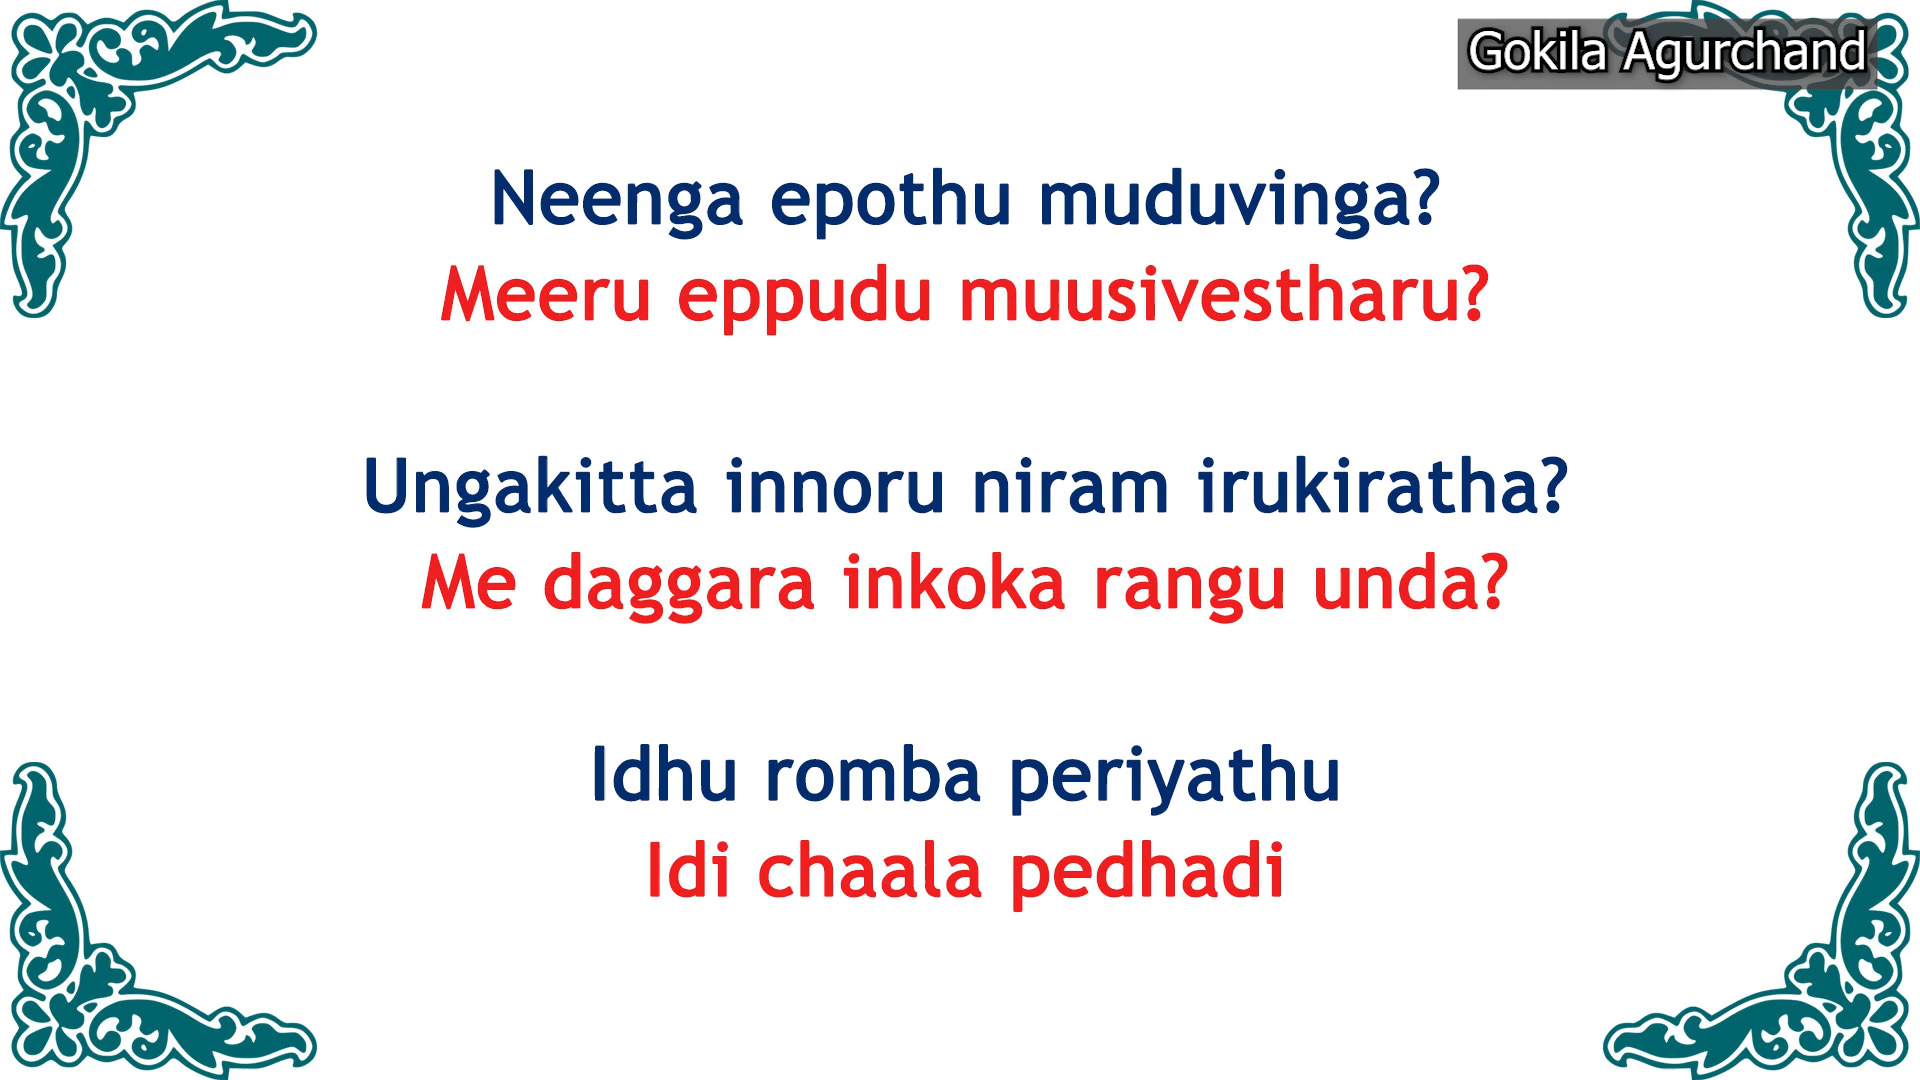 Gokila Agurchand
Neenga epothu muduvinga?
Meeru eppudu muusivestharu?
Ungakitta innoru niram irukiratha?
Me daggara inkoka rangu unda?
Idhu romba periyathu
Idi chaala pedhadi